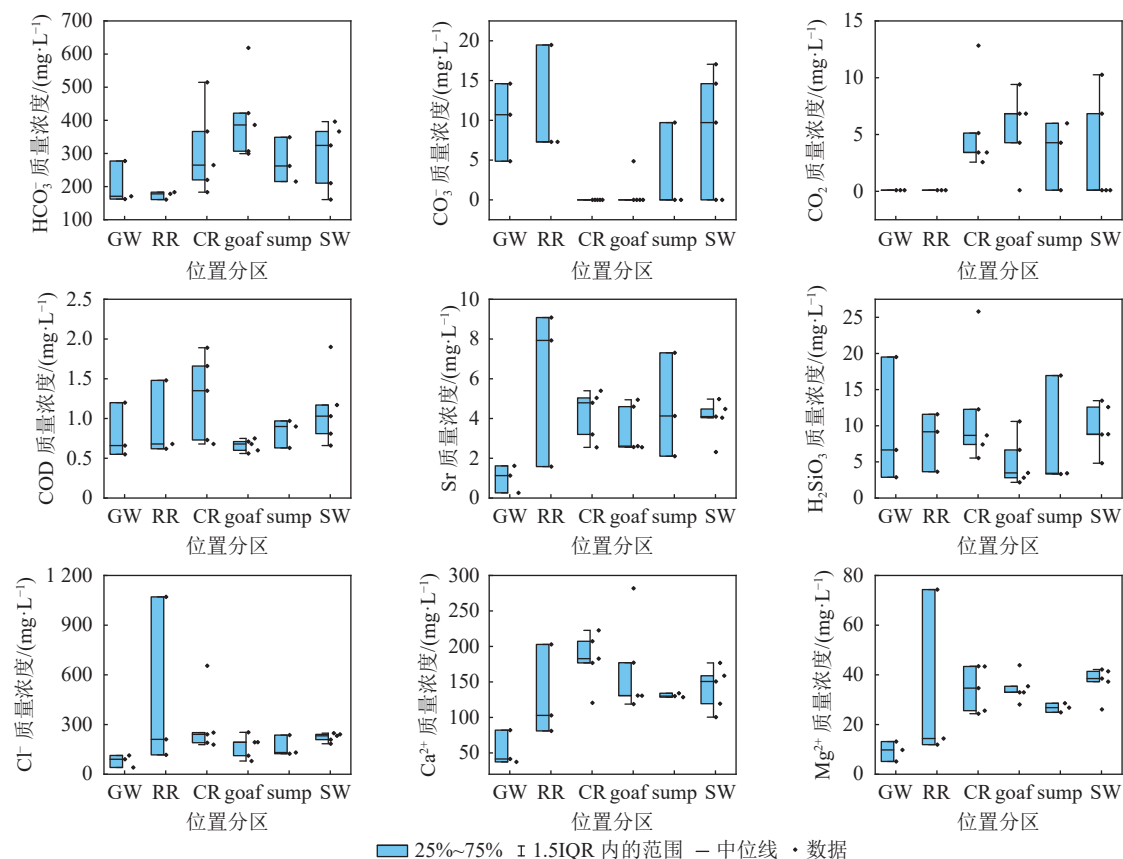 HCO₃⁻ 质量浓度/(mg·L⁻¹)
700
600
500
400
300
200
100
GW RR CR goaf sump SW
位置分区
CO₃⁻ 质量浓度/(mg·L⁻¹)
20
15
10
5
0
GW RR CR goaf sump SW
位置分区
CO₂ 质量浓度/(mg·L⁻¹)
15
10
5
0
GW RR CR goaf sump SW
位置分区
COD 质量浓度/(mg·L⁻¹)
2.5
2.0
1.5
1.0
0.5
0
GW RR CR goaf sump SW
位置分区
Sr 质量浓度/(mg·L⁻¹)
10
8
6
4
2
0
GW RR CR goaf sump SW
位置分区
H₂SiO₃ 质量浓度/(mg·L⁻¹)
25
20
15
10
5
0
GW RR CR goaf sump SW
位置分区
Cl⁻ 质量浓度/(mg·L⁻¹)
1 200
900
600
300
0
GW RR CR goaf sump SW
位置分区
Ca²⁺ 质量浓度/(mg·L⁻¹)
300
250
200
150
100
50
GW RR CR goaf sump SW
位置分区
Mg²⁺ 质量浓度/(mg·L⁻¹)
80
60
40
20
0
GW RR CR goaf sump SW
位置分区
25%~75% 1.5IQR 内的范围 中位线 数据